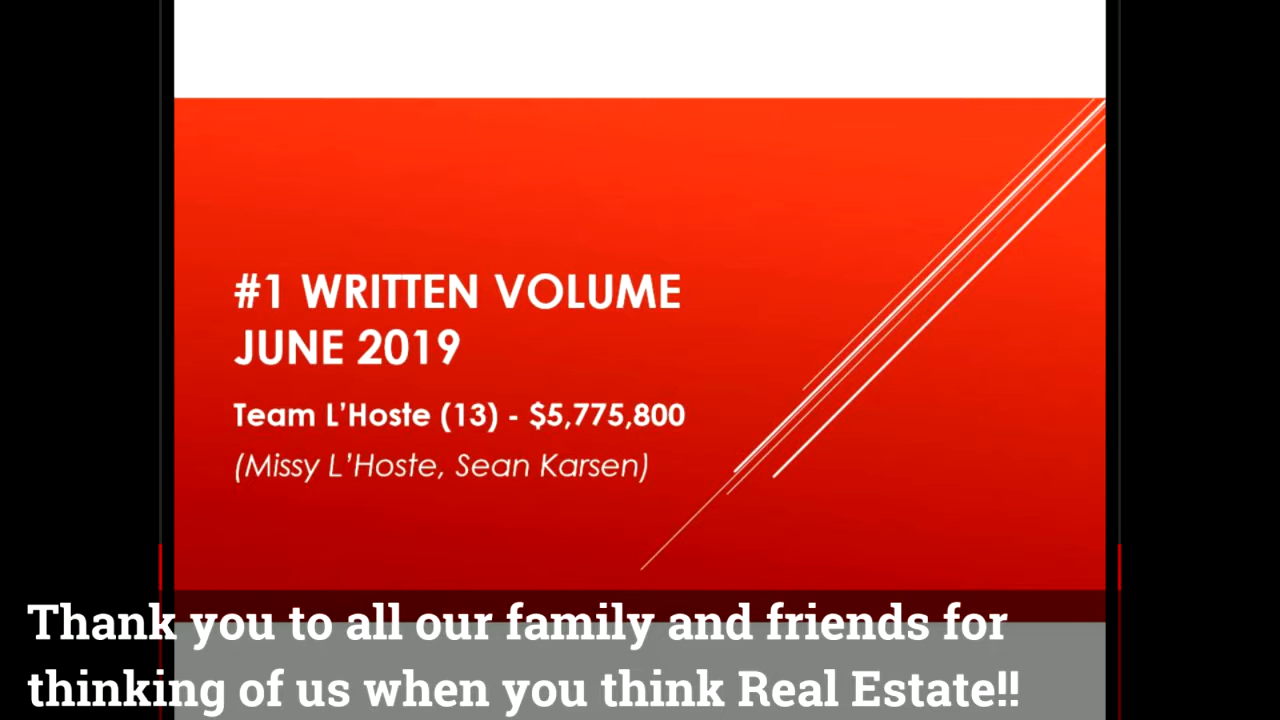 #1 WRITTEN VOLUME
JUNE 2019
Team L'Hoste (13) - $5,775,800
(Missy L'Hoste, Sean Karsen)
Thank you to all our family and friends for
thinking of us when you think Real Estate!!